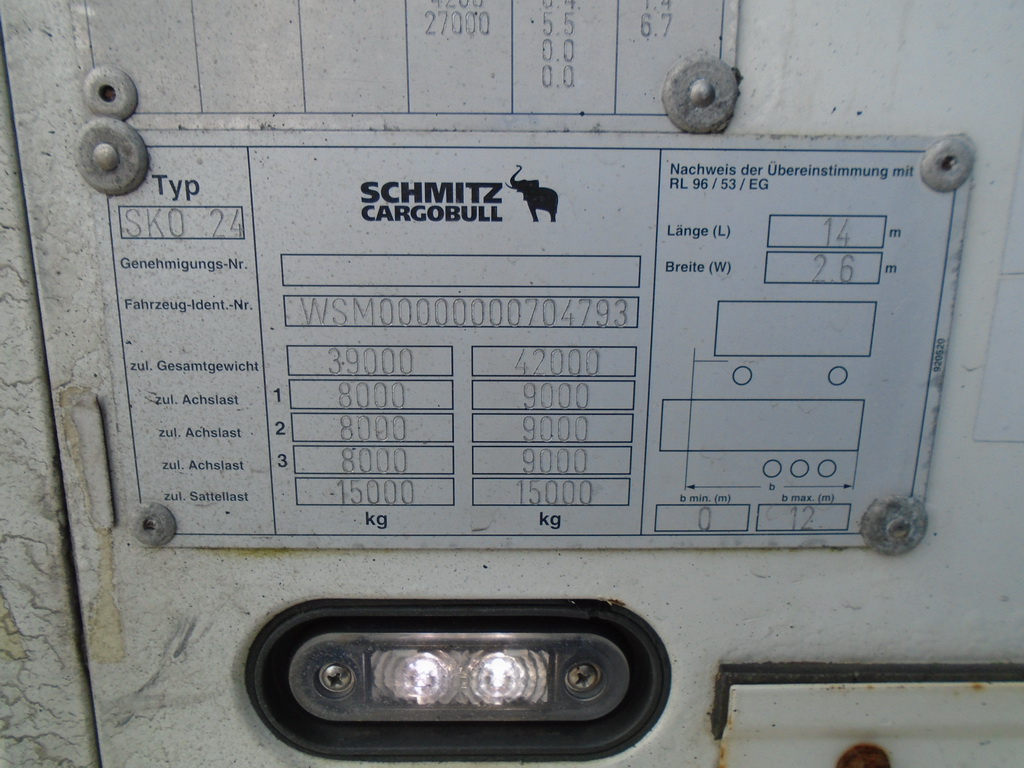 27000 5.5 6.7
0.0
0.0
Typ
SKO 24
SCHMITZ
CARGOBULL
Nachweis der Übereinstimmung mit
RL 96 / 53 / EG
Länge (L) 14 m
Breite (W) 2.6 m
Genehmigungs-Nr.
Fahrzeug-Ident.-Nr. WSM00000000704793
zul. Gesamtgewicht 39000 42000
zul. Achslast 1 8000 9000
zul. Achslast 2 8000 9000
zul. Achslast 3 8000 9000
zul. Sattellast 15000 15000
kg kg
b
b min. (m) b max. (m)
0 12
920620